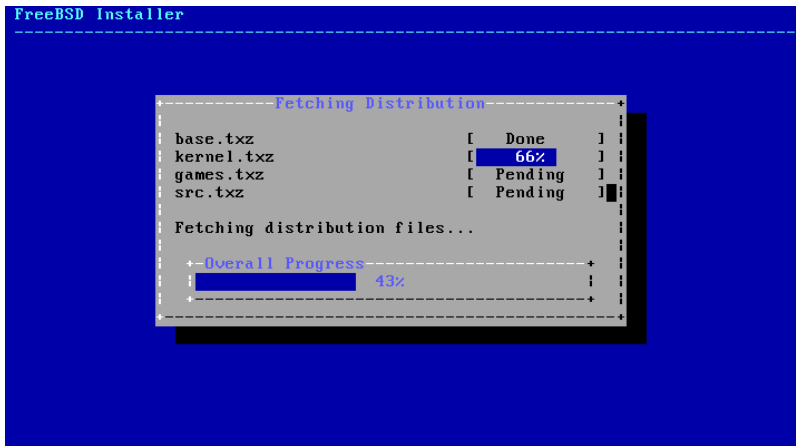 FreeBSD Installer
Fetching Distribution
base.txz [ Done ]
kernel.txz [ 66% ]
games.txz [ Pending ]
src.txz [ Pending ]
Fetching distribution files...
Overall Progress
43%